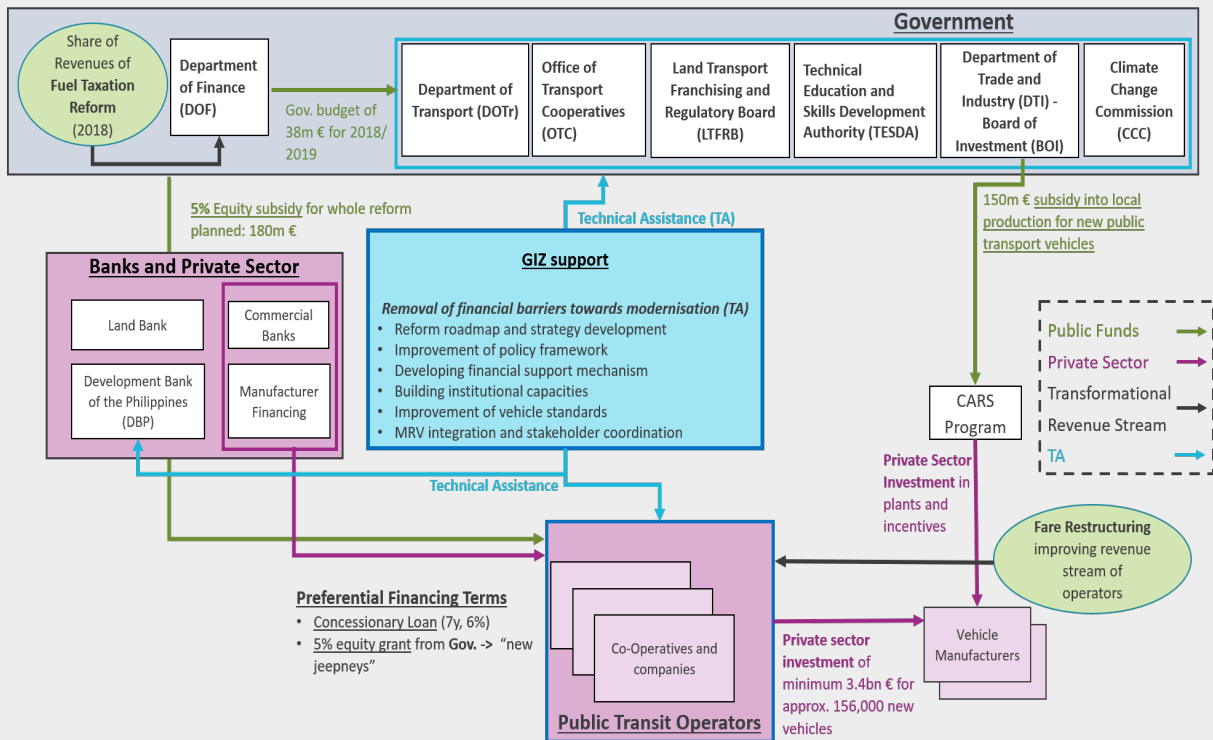 Government
Share of
Revenues of
Fuel Taxation
Reform
(2018)
Department
of Finance
(DOF)
Gov. budget of
38m € for 2018/
2019
Department of
Transport (DOTr)
Office of
Transport
Cooperatives
(OTC)
Land Transport
Franchising and
Regulatory Board
(LTFRB)
Technical
Education and
Skills Development
Authority (TESDA)
Department of
Trade and
Industry (DTI) -
Board of
Investment (BOI)
Climate
Change
Commission
(CCC)
5% Equity subsidy for whole reform
planned: 180m €
Technical Assistance (TA)
150m € subsidy into local
production for new public
transport vehicles
Banks and Private Sector
Land Bank
Commercial
Banks
Development Bank
of the Philippines
(DBP)
Manufacturer
Financing
GIZ support
Removal of financial barriers towards modernisation (TA)
• Reform roadmap and strategy development
• Improvement of policy framework
• Developing financial support mechanism
• Building institutional capacities
• Improvement of vehicle standards
• MRV integration and stakeholder coordination
Technical Assistance
Public Funds
Private Sector
Transformational
Revenue Stream
TA
CARS
Program
Private Sector
Investment in
plants and
incentives
Fare Restructuring
improving revenue
stream of
operators
Preferential Financing Terms
• Concessionary Loan (7y, 6%)
• 5% equity grant from Gov. -> “new
jeepneys”
Co-Operatives and
companies
Public Transit Operators
Private sector
investment of
minimum 3.4bn € for
approx. 156,000 new
vehicles
Vehicle
Manufacturers